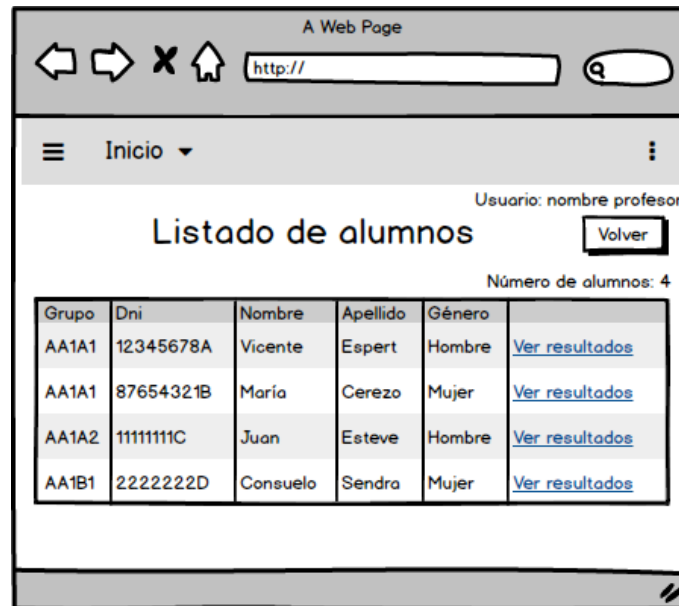 A Web Page
http://
Inicio
Usuario: nombre profesor
Listado de alumnos
Volver
Número de alumnos: 4
Grupo Dni Nombre Apellido Género
AA1A1 12345678A Vicente Espert Hombre Ver resultados
AA1A1 87654321B María Cerezo Mujer Ver resultados
AA1A2 11111111C Juan Esteve Hombre Ver resultados
AA1B1 2222222D Consuelo Sendra Mujer Ver resultados